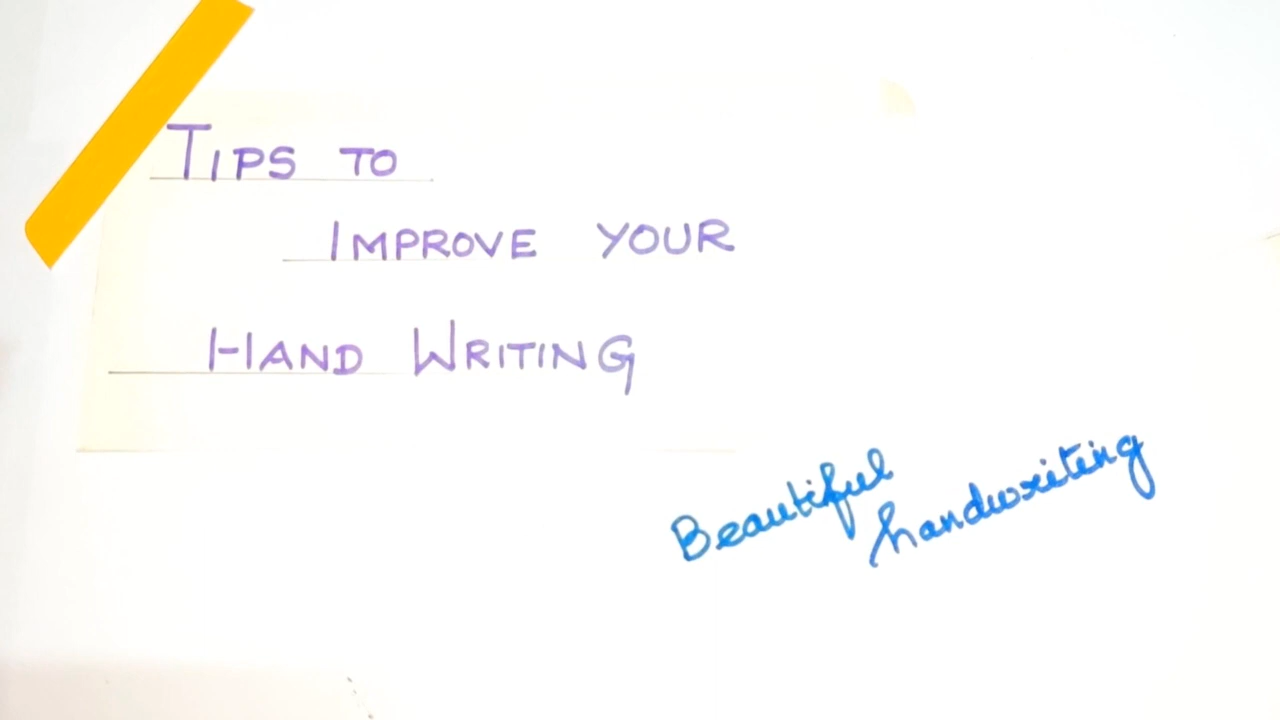 TIPS TO
IMPROVE YOUR
HAND WRITING
Beautiful
handwriting